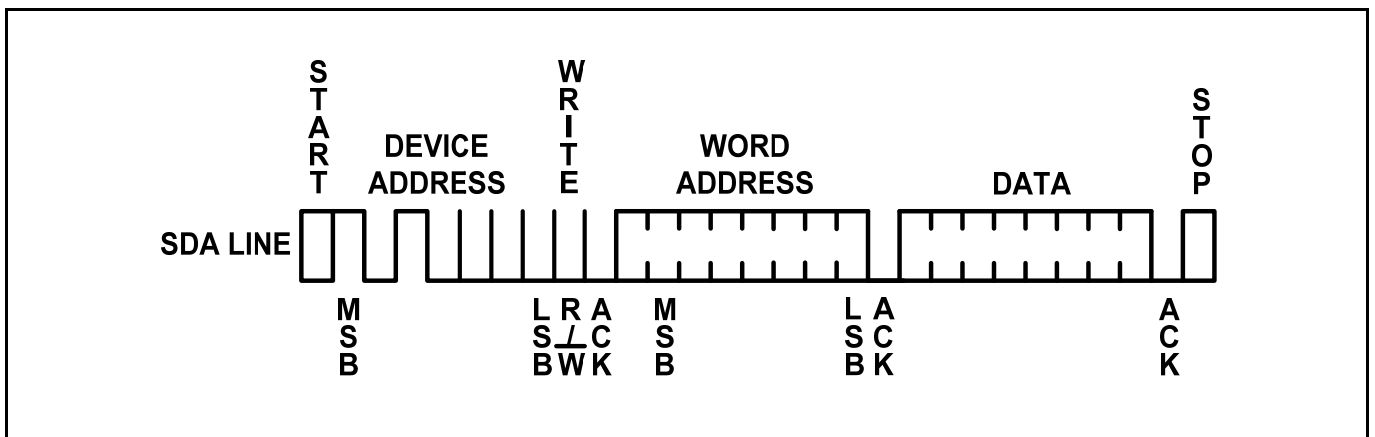 START
WRITE
STOP
DEVICE
ADDRESS
WORD
ADDRESS
DATA
SDA LINE
MSB
LSB
R/W
ACK
MSB
LSB
ACK
ACK